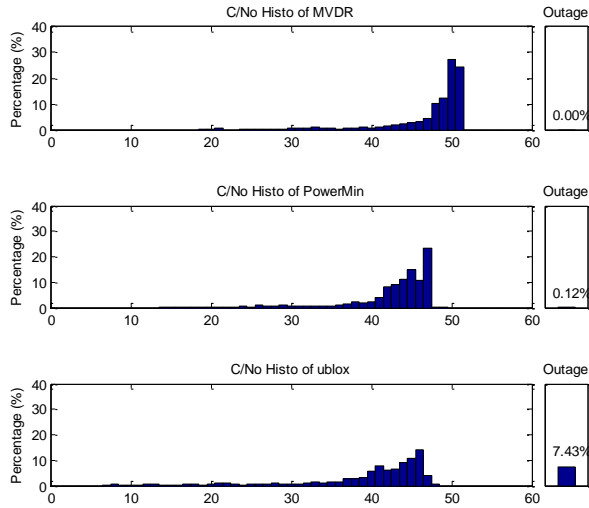 C/No Histo of MVDR
Outage
Percentage (%)
40
30
20
10
0
0 10 20 30 40 50 60
0.00%
C/No Histo of PowerMin
Outage
Percentage (%)
40
30
20
10
0
0 10 20 30 40 50 60
0.12%
C/No Histo of ublox
Outage
Percentage (%)
40
30
20
10
0
0 10 20 30 40 50 60
7.43%